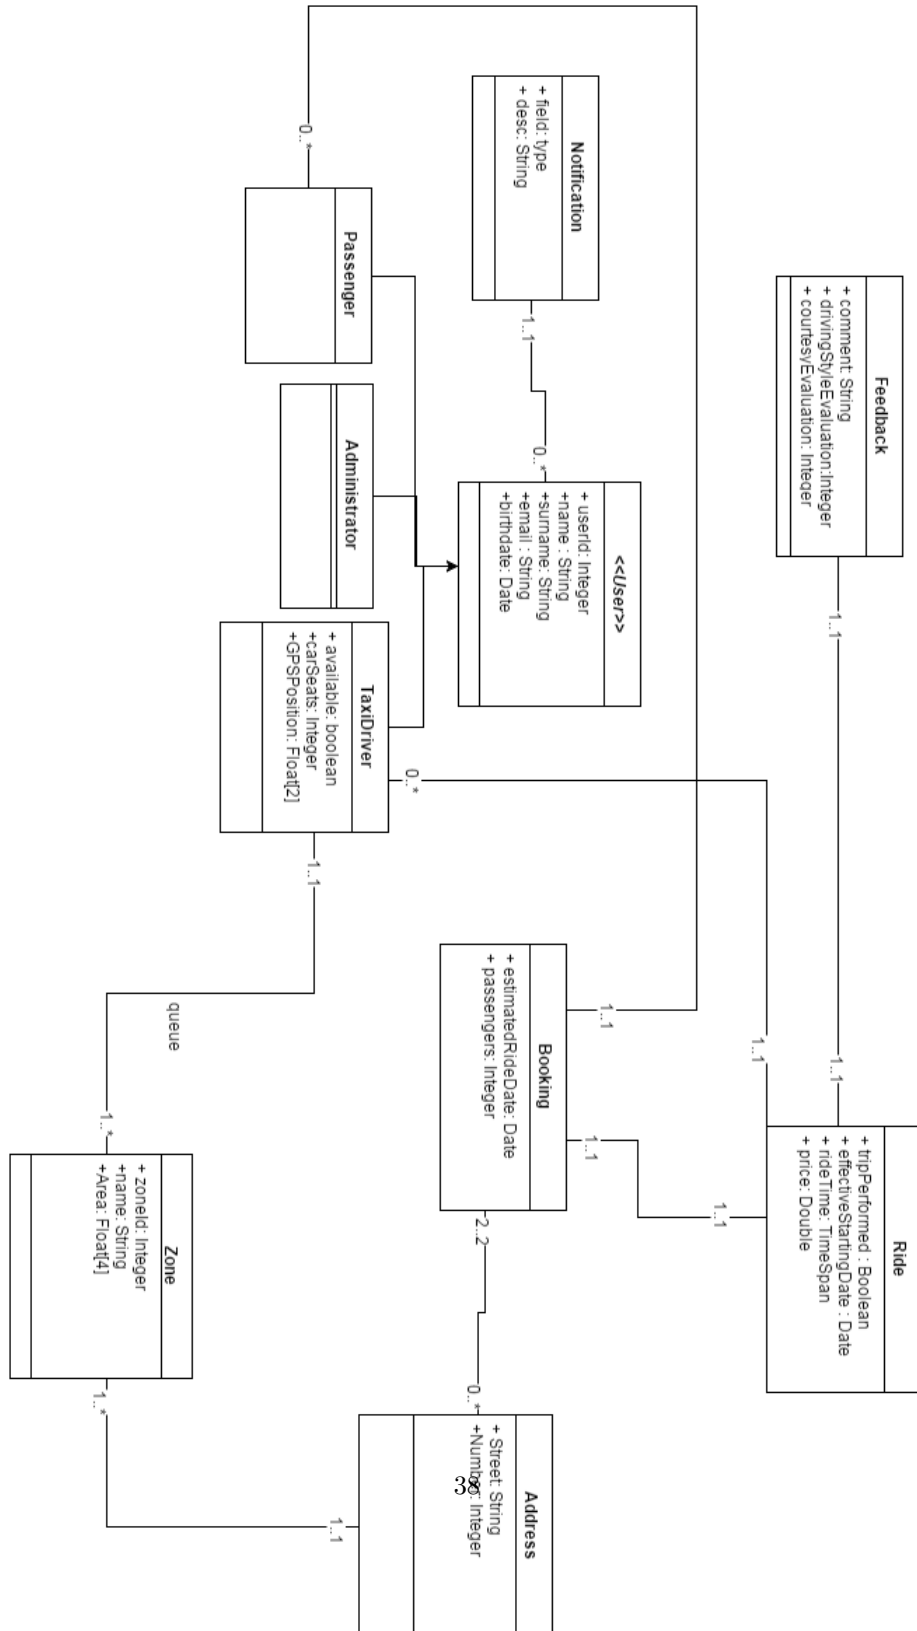 Feedback
+ comment: String
+ drivingStyleEvaluation:Integer
+ courtesyEvaluation: Integer
1..1
1..1
Ride
+ tripPerformed : Boolean
+ effectiveStartingDate : Date
+ rideTime: TimeSpan
+ price: Double
1..1
1..1
Notification
+ field: type
+ desc: String
1..1
0..*
<<User>>
+ userId: Integer
+name : String
+surname: String
+email : String
+birthdate: Date
1..1
1..1
Booking
+ estimatedRideDate: Date
+ passengers: Integer
2..2
0..*
Address
+ Street: String
+Number: Integer
38
0..*
Passenger
Administrator
TaxiDriver
+ available: boolean
+carSeats: Integer
+GPSPosition: Float[2]
0..*
1..1
queue
1..*
Zone
+ zoneId: Integer
+name: String
+Area: Float[4]
1..*
1..1